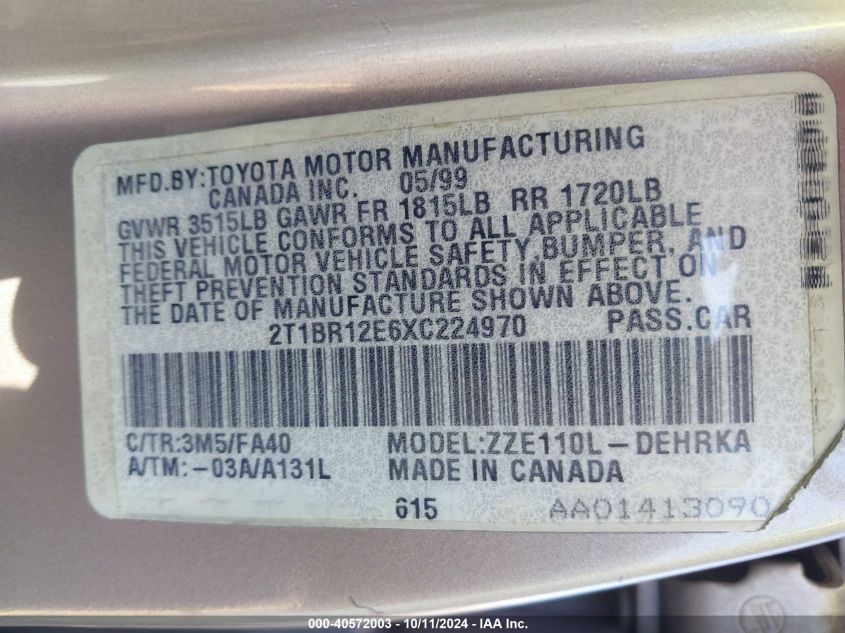 MFD.BY:TOYOTA MOTOR MANUFACTURING
CANADA INC. 05/99
GVWR 3515LB GAWR FR 1815LB RR 1720LB
THIS VEHICLE CONFORMS TO ALL APPLICABLE
FEDERAL MOTOR VEHICLE SAFETY,BUMPER, AND
THEFT PREVENTION STANDARDS IN EFFECT ON
THE DATE OF MANUFACTURE SHOWN ABOVE.
2T1BR12E6XC224970 PASS.CAR
C/TR:3M5/FA40 MODEL:ZZE110L-DEHRKA
A/TM:-03A/A131L MADE IN CANADA
615 AA01413090
000-40572003 - 10/11/2024 - IAA Inc.